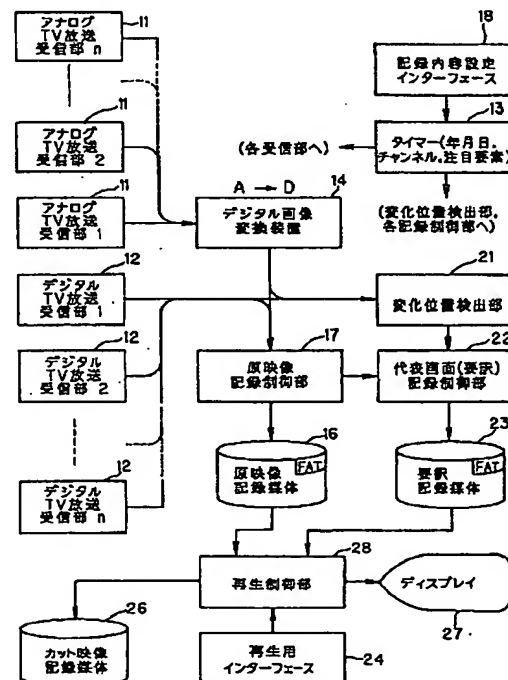 アナログ
TV放送
受信部 n
11
アナログ
TV放送
受信部 2
11
アナログ
TV放送
受信部 1
11
デジタル
TV放送
受信部 1
12
デジタル
TV放送
受信部 2
12
デジタル
TV放送
受信部 n
12
A → D
14
デジタル画像
変換装置
18
記録内容設定
インターフェース
13
タイマー(年月日,
チャンネル,注目要素)
(各受信部へ)
(変化位置検出部,
各記録制御部へ)
21
変化位置検出部
17
原映像
記録制御部
22
代表画面(要訳)
記録制御部
16
原映像
記録媒体
FAT
23
要訳
記録媒体
FAT
28
再生制御部
ディスプレイ
27
26
カット映像
記録媒体
再生用
インターフェース
24